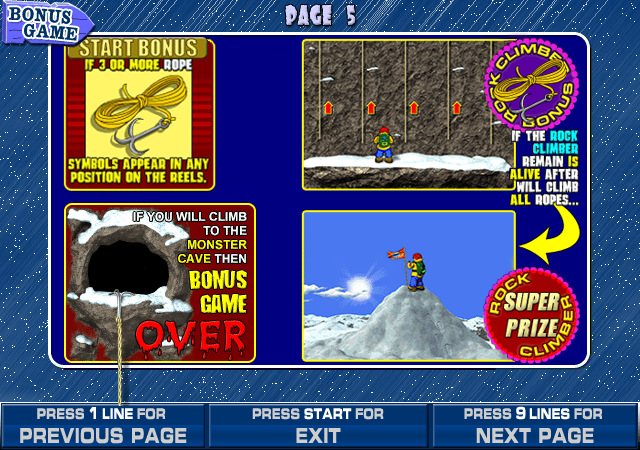 BONUS
GAME
PAGE 5
START BONUS
IF 3 OR MORE ROPE
SYMBOLS APPEAR IN ANY
POSITION ON THE REELS.
ROCK CLIMBER
BONUS
IF THE ROCK
CLIMBER
REMAIN IS
ALIVE AFTER
WILL CLIMB
ALL ROPES...
IF YOU WILL CLIMB
TO THE
MONSTER
CAVE THEN
BONUS
GAME
OVER
ROCK
SUPER
PRIZE
CLIMBER
PRESS 1 LINE FOR
PREVIOUS PAGE
PRESS START FOR
EXIT
PRESS 9 LINES FOR
NEXT PAGE